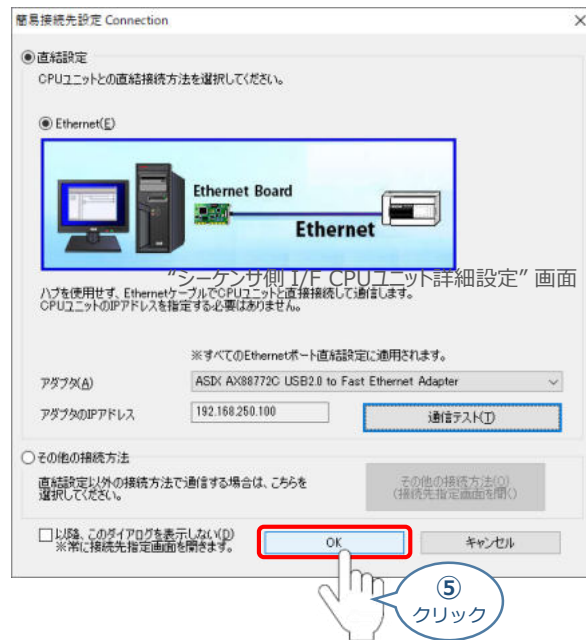 簡易接続先設定 Connection
直結設定
CPUユニットとの直結接続方法を選択してください。
Ethernet(E)
Ethernet Board
Ethernet
“シーケンサ側 I/F CPUユニット詳細設定” 画面
ハブを使用せず、EthernetケーブルでCPUユニットと直接接続して通信します。
CPUユニットのIPアドレスを指定する必要はありません。
※すべてのEthernetポート直結設定に適用されます。
アダプタ(A)
ASIX AX88772C USB2.0 to Fast Ethernet Adapter
アダプタのIPアドレス
192.168.250.100
通信テスト(T)
その他の接続方法
直結設定以外の接続方法で通信する場合は、こちらを
選択してください。
その他の接続方法(O)
(接続先指定画面を開く)
以降、このダイアログを表示しない(D)
※常に接続先指定画面を開きます。
OK
キャンセル
⑤
クリック